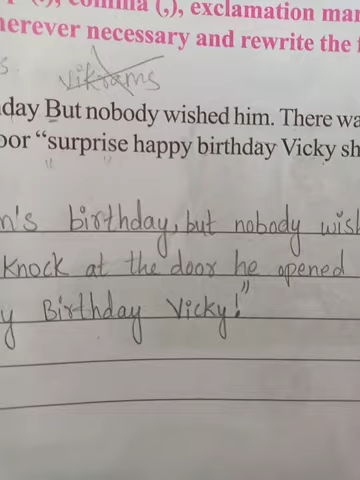 comma (,), exclamation mar
herever necessary and rewrite the f
s.
vikrams
day But nobody wished him. There wa
oor “surprise happy birthday Vicky sh
n's birthday, but nobody wish
knock at the door he opened
y Birthday Vicky!”